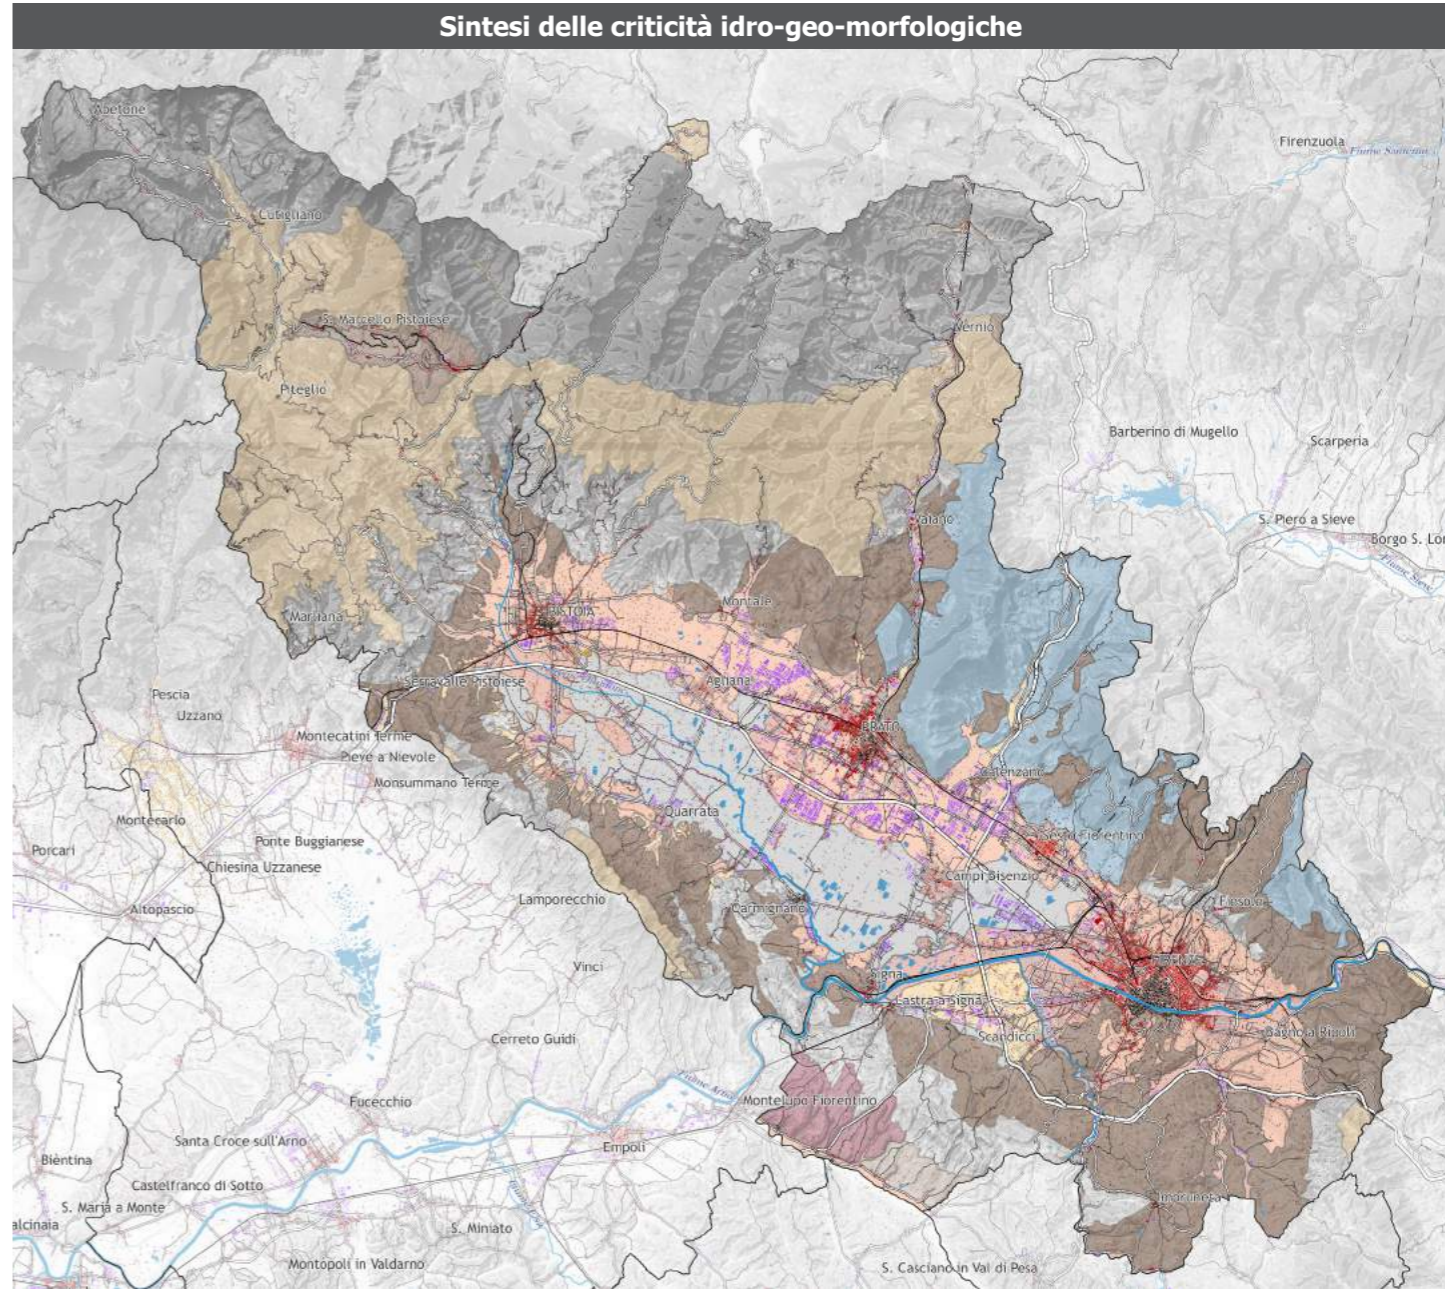 Sintesi delle criticità idro-geo-morfologiche
Abetone
Firenzuola
Fiume Santerno
Cutigliano
S. Marcello Pistoiese
Vernio
Piteglio
Barberino di Mugello
Scarperia
Vaiano
S. Piero a Sieve
Borgo S. Lor
Fiume Sieve
Montale
PISTOIA
Marliana
Serravalle Pistoiese
Agliana
Pescia
Uzzano
PRATO
Montecatini Terme
Pieve a Nievole
Calenzano
Monsummano Terme
Quarrata
Montecarlo
Sesto Fiorentino
Ponte Buggianese
Porcari
Chiesina Uzzanese
Campi Bisenzio
Lamporecchio
Altopascio
Carmignano
Fiesole
FIRENZE
Vinci
Signa
Lastra a Signa
Bagno a Ripoli
Scandicci
Cerreto Guidi
Fiume Arno
Fucecchio
Montelupo Fiorentino
Santa Croce sull'Arno
Empoli
Bièntina
Castelfranco di Sotto
Impruneta
S. Maria a Monte
alcinaia
S. Miniato
Montopoli in Valdarno
S. Casciano in Val di Pesa